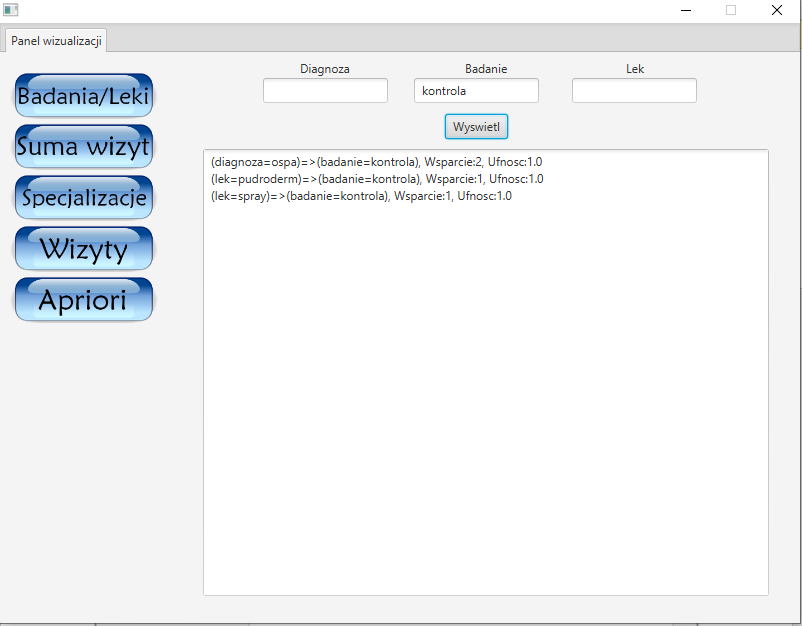 Panel wizualizacji
Badania/Leki
Suma wizyt
Specjalizacje
Wizyty
Apriori
Diagnoza Badanie Lek
kontrola
Wyswietl
(diagnoza=ospa)=>(badanie=kontrola), Wsparcie:2, Ufnosc:1.0
(lek=pudroderm)=>(badanie=kontrola), Wsparcie:1, Ufnosc:1.0
(lek=spray)=>(badanie=kontrola), Wsparcie:1, Ufnosc:1.0